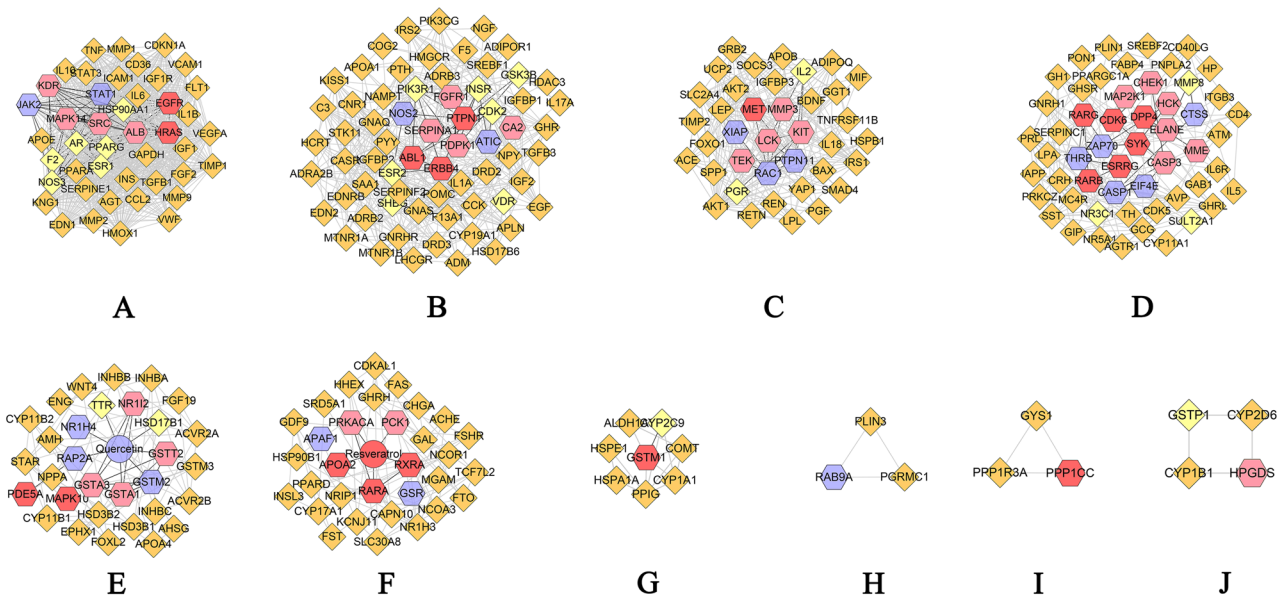 TNF
MMP1
CDKN1A
IL10
STAT3
CD36
VCAM1
KDR
ICAM1
IGF1R
FLT1
JAK2
STAT1
IL6
EGFR
HSP90AA1
IL1B
MAPK14
SRC
ALB
HRAS
VEGFA
APOE
AR
PPARG
IGF1
F2
ESR1
GAPDH
TIMP1
NOS3
PPARA
INS
FGF2
SERPINE1
TGFB1
KNG1
AGT
CCL2
MMP9
EDN1
MMP2
VWF
HMOX1
A
PIK3CG
IRS2
NGF
COG2
F5
ADIPOR1
HMGCR
APOA1
SREBF1
PTH
ADRB3
GSK3B
HDAC3
KISS1
PIK3R1
INSR
NAMPT
FGFR1
IGFBP1
IL17A
C3
CNR1
NOS2
PTPN1
CDK2
GNAQ
SERPINA1
CA2
GHR
STK11
PYY
ATIC
HCRT
PDPK1
NPY
TGFB3
CASR
IGFBP2
ABL1
ERBB4
ADRA2B
ESR2
DRD2
SAA1
IL1A
IGF2
EDNRB
SERPINF2
POMC
CCK
VDR
EGF
EDN2
SHBG
GNAS
F13A1
ADRB2
APLN
MTNR1A
GNRHR
CYP19A1
DRD3
HSD17B6
MTNR1B
LHCGR
ADM
B
GRB2
APOB
IL2
ADIPOQ
UCP2
SOCS3
MIF
IGFBP3
GGT1
SLC2A4
AKT2
BDNF
LEP
MET
MMP3
TNFRSF11B
TIMP2
XIAP
KIT
HSPB1
FOXO1
LCK
IL18
ACE
TEK
PTPN11
IRS1
SPP1
RAC1
BAX
PGR
YAP1
SMAD4
AKT1
REN
RETN
LPL
PGF
C
PLIN1
SREBF2
CD40LG
PON1
FABP4
PNPLA2
HP
GH1
PPARGC1A
CHEK1
MMP8
GHSR
MAP2K1
HCK
ITGB3
GNRH1
RARG
DPP4
CTSS
CD4
CDK6
ELANE
PRL
SERPINC1
ATM
ZAP70
SYK
MME
LPA
THRB
CASP3
IL6R
ESRRG
IAPP
CRH
RARB
EIF4E
GAB1
IL5
PRKCZ
MC4R
CASP1
AVP
GHRL
SST
NR3C1
TH
CDK5
SULT2A1
GIP
NR5A1
GCG
AGTR1
CYP11A1
D
INHBB
INHBA
WNT4
ENG
TTR
NR1I2
FGF19
CYP11B2
HSD17B1
NR1H4
ACVR2A
AMH
Quercetin
STAR
RAP2A
GSTT2
GSTM3
NPPA
GSTA3
GSTM2
PDE5A
MAPK10
GSTA1
ACVR2B
CYP11B1
HSD3B2
INHBC
EPHX1
HSD3B1
AHSG
FOXL2
APOA4
E
CDKAL1
HHEX
FAS
SRD5A1
GHRH
CHGA
GDF9
PRKACA
PCK1
ACHE
APAF1
GAL
FSHR
HSP90B1
Resveratrol
NCOR1
APOA2
RXRA
TCF7L2
PPARD
MGAM
INSL3
NRIP1
RARA
GSR
FTO
CYP17A1
CAPN10
NCOA3
KCNJ11
NR1H3
FST
SLC30A8
F
ALDH1A1
CYP2C9
HSPE1
COMT
GSTM1
HSPA1A
CYP1A1
PPIG
G
PLIN3
RAB9A
PGRMC1
H
GYS1
PPP1R3A
PPP1CC
I
GSTP1
CYP2D6
CYP1B1
HPGDS
J